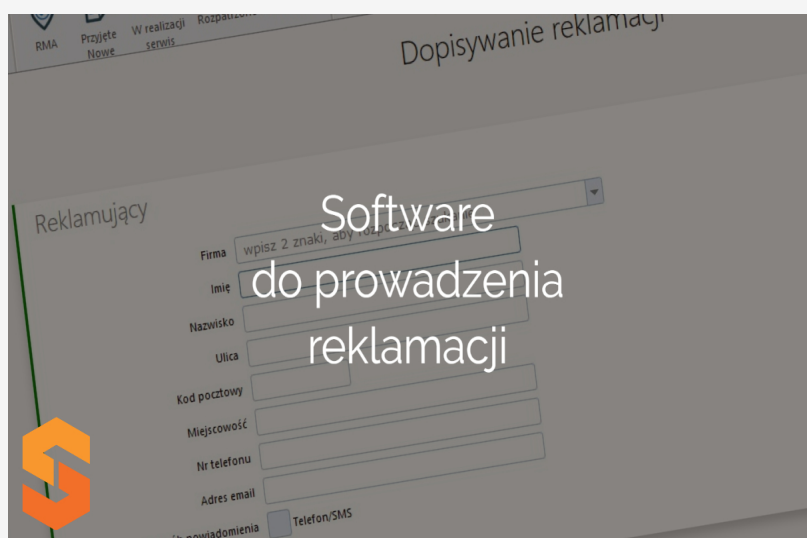 RMA
Przyjęte
Nowe
W realizacji
serwis
Dopisywanie reklamacji
Reklamujący
Firma wpisz 2 znaki, aby
Imię
Nazwisko
Ulica
Kod pocztowy
Miejscowość
Nr telefonu
Adres email
powiadomienia Telefon/SMS
Software
do prowadzenia
reklamacji